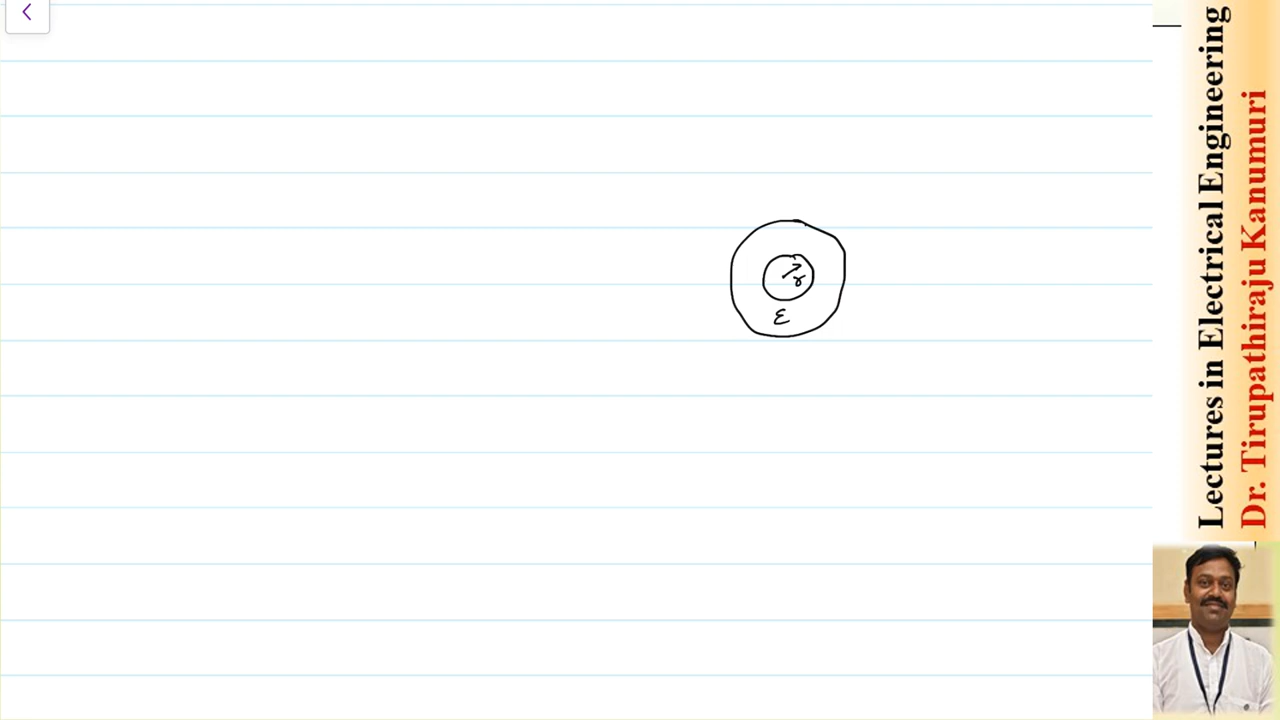 r
ε
Lectures in Electrical Engineering
Dr. Tirupathiraju Kanumuri